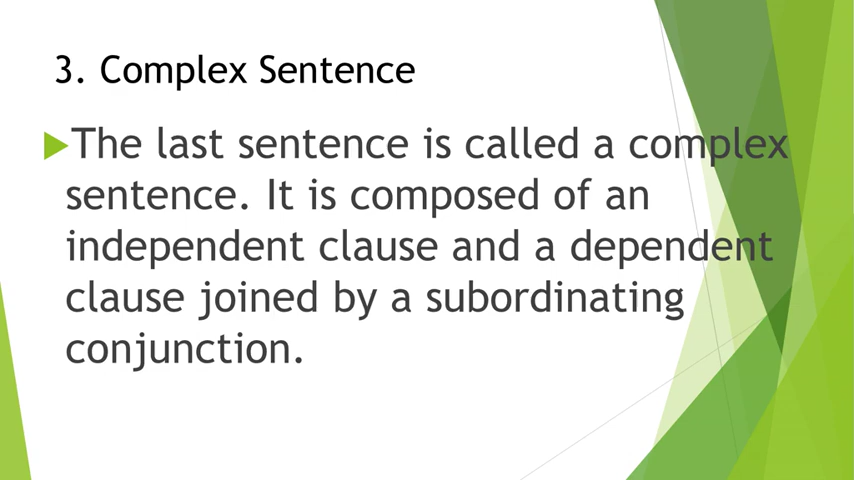 3. Complex Sentence
The last sentence is called a complex
sentence. It is composed of an
independent clause and a dependent
clause joined by a subordinating
conjunction.